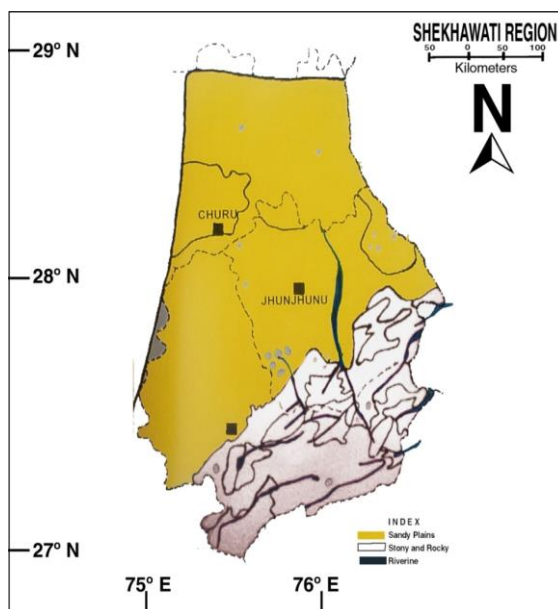 SHEKHAWATI REGION
50 0 50 100
Kilometers
N
29° N
CHURU
28° N
JHUNJHUNU
INDEX
Sandy Plains
Stony and Rocky
Riverine
27° N
75° E 76° E